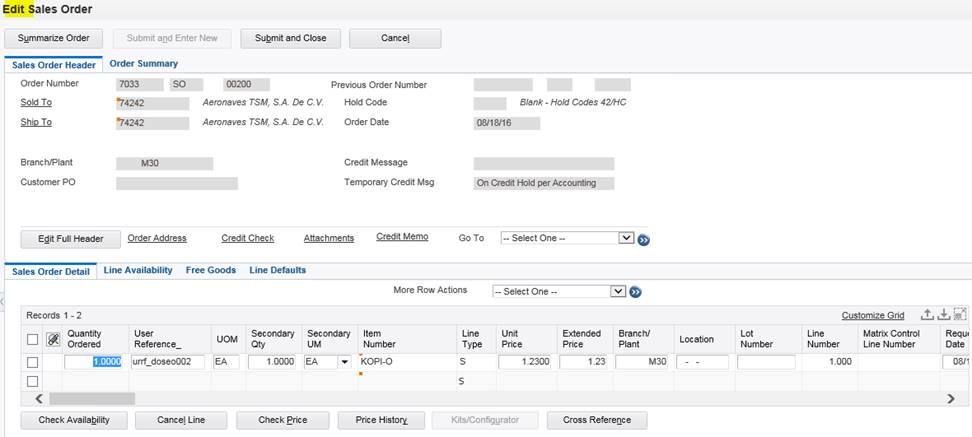 Edit Sales Order
Summarize Order Submit and Enter New Submit and Close Cancel
Sales Order Header Order Summary
Order Number 7033 SO 00200 Previous Order Number
Sold To 74242 Aeronaves TSM, S.A. De C.V. Hold Code Blank - Hold Codes 42/HC
Ship To 74242 Aeronaves TSM, S.A. De C.V. Order Date 08/18/16
Branch/Plant M30 Credit Message
Customer PO Temporary Credit Msg On Credit Hold per Accounting
Edit Full Header Order Address Credit Check Attachments Credit Memo Go To -- Select One --
Sales Order Detail Line Availability Free Goods Line Defaults
More Row Actions -- Select One --
Records 1 - 2 Customize Grid
Quantity User UOM Secondary Secondary Item Line Unit Extended Branch/ Location Lot Line Matrix Control Reque
Ordered Reference_ Qty UM Number Type Price Price Plant Number Number Line Number Date
1.0000 urrf_doseo002 EA 1.0000 EA KOPI-O S 1.2300 1.23 M30 - - 1.000 08/1
S
Check Availability Cancel Line Check Price Price History Kits/Configurator Cross Reference